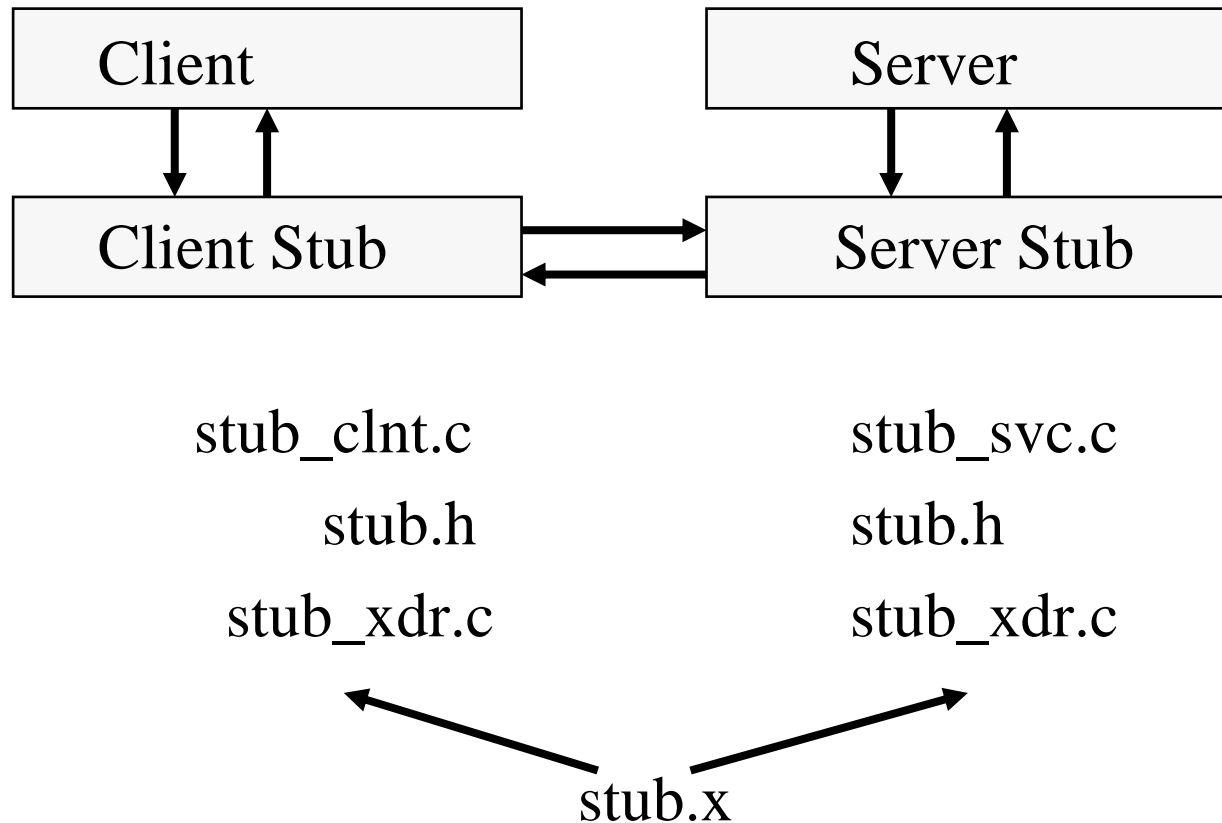 Client
Server
Client Stub
Server Stub
stub_clnt.c
stub_svc.c
stub.h
stub.h
stub_xdr.c
stub_xdr.c
stub.x